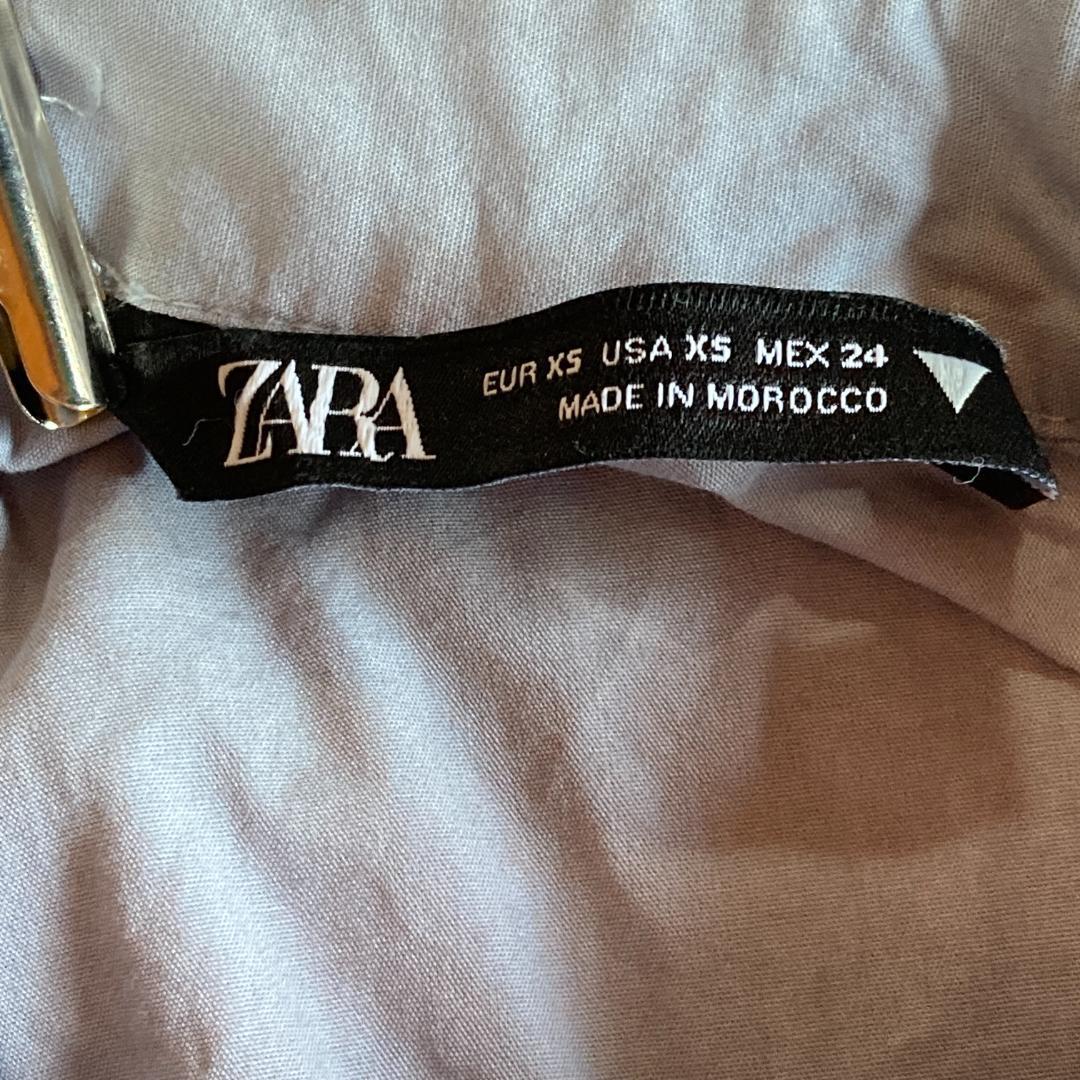 ZARA
EUR XS USA XS MEX 24
MADE IN MOROCCO